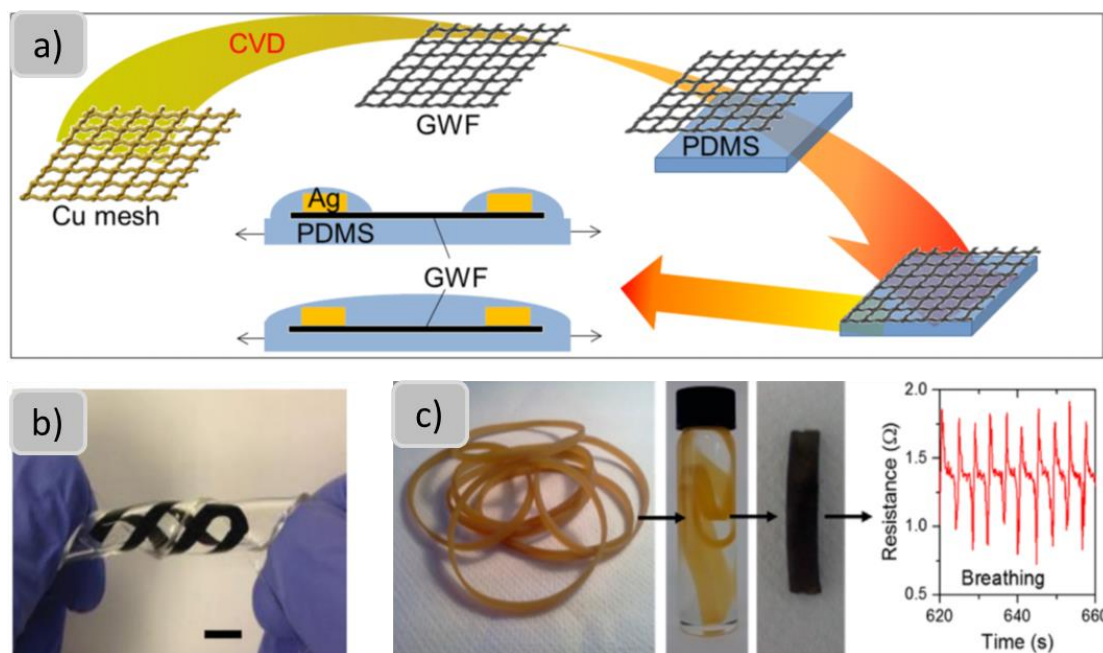 a)
CVD
GWF
PDMS
Cu mesh
Ag
PDMS
GWF
b)
c)
2.0
1.5
1.0
0.5
Resistance (Ω)
Breathing
620
640
660
Time (s)